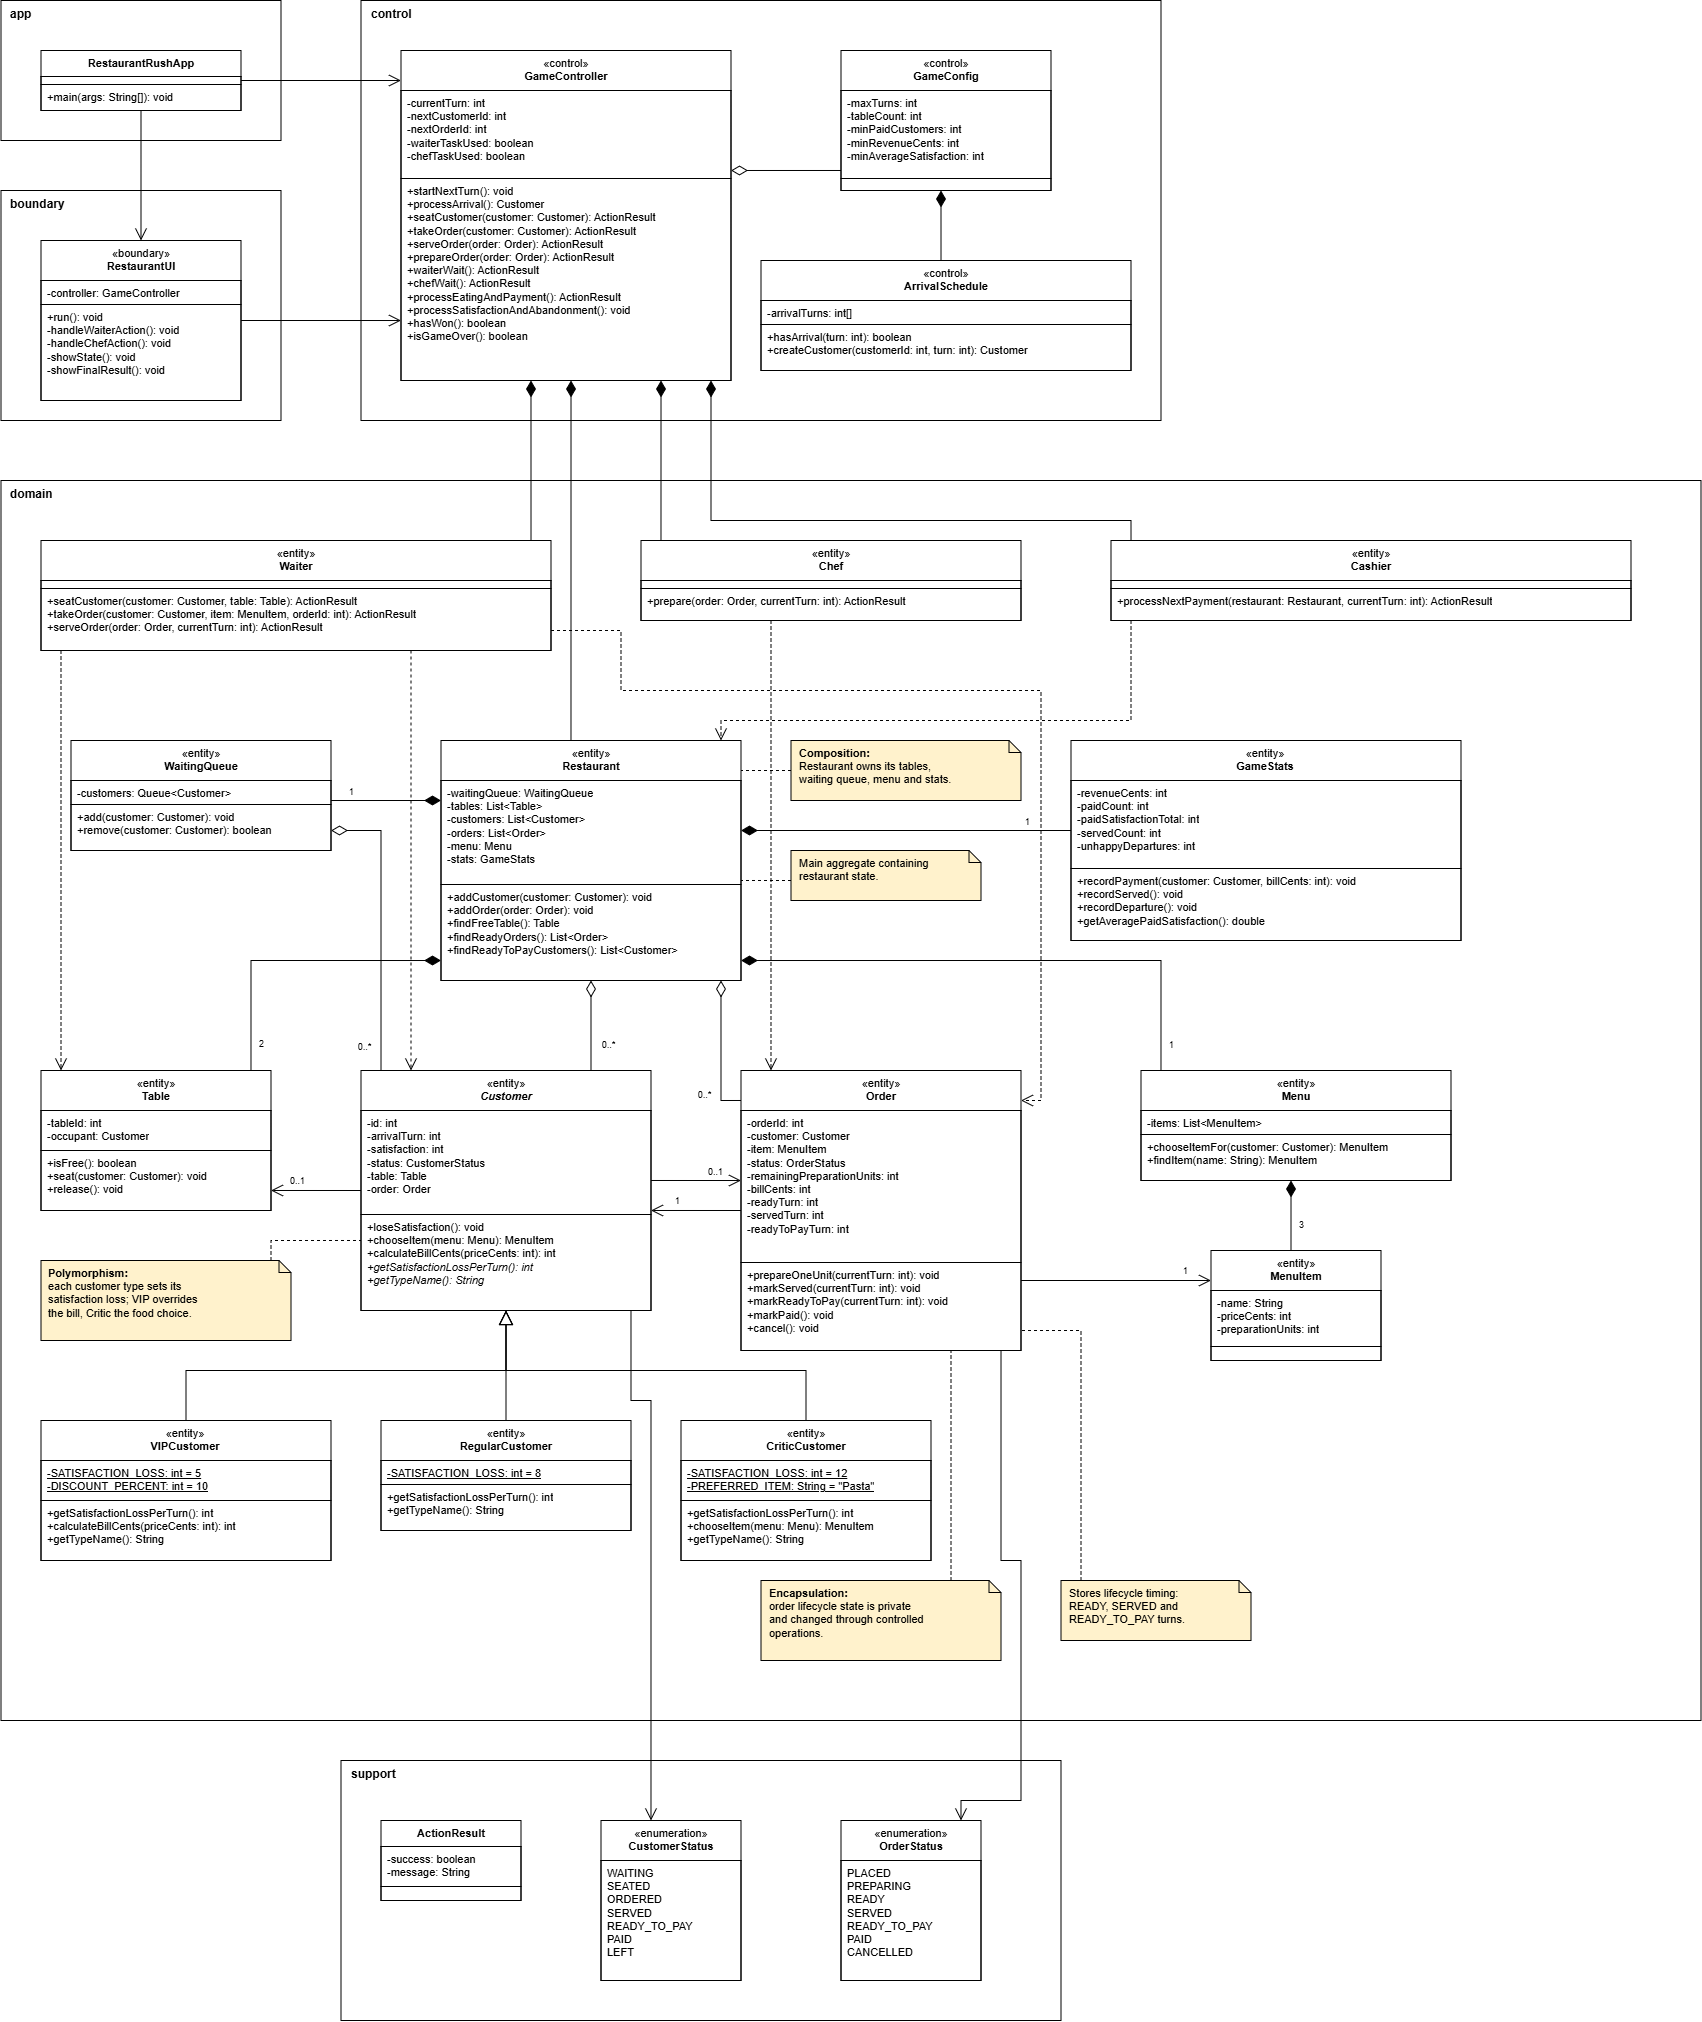 app
RestaurantRushApp
+main(args: String[]): void
control
«control»
GameController
-currentTurn: int
-nextCustomerId: int
-nextOrderId: int
-waiterTaskUsed: boolean
-chefTaskUsed: boolean
+startNextTurn(): void
+processArrival(): Customer
+seatCustomer(customer: Customer): ActionResult
+takeOrder(customer: Customer): ActionResult
+serveOrder(order: Order): ActionResult
+prepareOrder(order: Order): ActionResult
+waiterWait(): ActionResult
+chefWait(): ActionResult
+processEatingAndPayment(): ActionResult
+processSatisfactionAndAbandonment(): void
+hasWon(): boolean
+isGameOver(): boolean
«control»
GameConfig
-maxTurns: int
-tableCount: int
-minPaidCustomers: int
-minRevenueCents: int
-minAverageSatisfaction: int
«control»
ArrivalSchedule
-arrivalTurns: int[]
+hasArrival(turn: int): boolean
+createCustomer(customerId: int, turn: int): Customer
boundary
«boundary»
RestaurantUI
-controller: GameController
+run(): void
-handleWaiterAction(): void
-handleChefAction(): void
-showState(): void
-showFinalResult(): void
domain
«entity»
Waiter
+seatCustomer(customer: Customer, table: Table): ActionResult
+takeOrder(customer: Customer, item: MenuItem, orderId: int): ActionResult
+serveOrder(order: Order, currentTurn: int): ActionResult
«entity»
Chef
+prepare(order: Order, currentTurn: int): ActionResult
«entity»
Cashier
+processNextPayment(restaurant: Restaurant, currentTurn: int): ActionResult
«entity»
WaitingQueue
-customers: Queue<Customer>
+add(customer: Customer): void
+remove(customer: Customer): boolean
1
«entity»
Restaurant
-waitingQueue: WaitingQueue
-tables: List<Table>
-customers: List<Customer>
-orders: List<Order>
-menu: Menu
-stats: GameStats
+addCustomer(customer: Customer): void
+addOrder(order: Order): void
+findFreeTable(): Table
+findReadyOrders(): List<Order>
+findReadyToPayCustomers(): List<Customer>
Composition:
Restaurant owns its tables,
waiting queue, menu and stats.
1
Main aggregate containing
restaurant state.
«entity»
GameStats
-revenueCents: int
-paidCount: int
-paidSatisfactionTotal: int
-servedCount: int
-unhappyDepartures: int
+recordPayment(customer: Customer, billCents: int): void
+recordServed(): void
+recordDeparture(): void
+getAveragePaidSatisfaction(): double
2
0..*
0..*
0..*
1
«entity»
Table
-tableId: int
-occupant: Customer
+isFree(): boolean
+seat(customer: Customer): void
+release(): void
0..1
«entity»
Customer
-id: int
-arrivalTurn: int
-satisfaction: int
-status: CustomerStatus
-table: Table
-order: Order
+loseSatisfaction(): void
+chooseItem(menu: Menu): MenuItem
+calculateBillCents(priceCents: int): int
+getSatisfactionLossPerTurn(): int
+getTypeName(): String
0..1
1
«entity»
Order
-orderId: int
-customer: Customer
-item: MenuItem
-status: OrderStatus
-remainingPreparationUnits: int
-billCents: int
-readyTurn: int
-servedTurn: int
-readyToPayTurn: int
+prepareOneUnit(currentTurn: int): void
+markServed(currentTurn: int): void
+markReadyToPay(currentTurn: int): void
+markPaid(): void
+cancel(): void
«entity»
Menu
-items: List<MenuItem>
+chooseItemFor(customer: Customer): MenuItem
+findItem(name: String): MenuItem
3
1
«entity»
MenuItem
-name: String
-priceCents: int
-preparationUnits: int
Polymorphism:
each customer type sets its
satisfaction loss; VIP overrides
the bill, Critic the food choice.
«entity»
VIPCustomer
-SATISFACTION_LOSS: int = 5
-DISCOUNT_PERCENT: int = 10
+getSatisfactionLossPerTurn(): int
+calculateBillCents(priceCents: int): int
+getTypeName(): String
«entity»
RegularCustomer
-SATISFACTION_LOSS: int = 8
+getSatisfactionLossPerTurn(): int
+getTypeName(): String
«entity»
CriticCustomer
-SATISFACTION_LOSS: int = 12
-PREFERRED_ITEM: String = "Pasta"
+getSatisfactionLossPerTurn(): int
+chooseItem(menu: Menu): MenuItem
+getTypeName(): String
Encapsulation:
order lifecycle state is private
and changed through controlled
operations.
Stores lifecycle timing:
READY, SERVED and
READY_TO_PAY turns.
support
ActionResult
-success: boolean
-message: String
«enumeration»
CustomerStatus
WAITING
SEATED
ORDERED
SERVED
READY_TO_PAY
PAID
LEFT
«enumeration»
OrderStatus
PLACED
PREPARING
READY
SERVED
READY_TO_PAY
PAID
CANCELLED